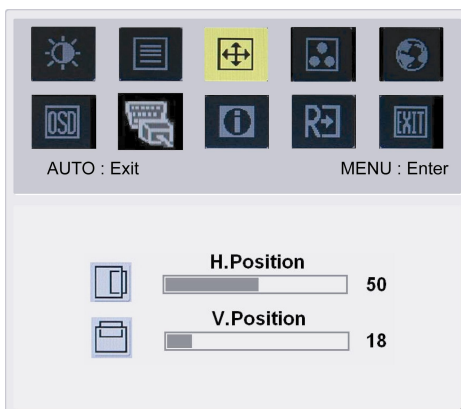 OSD
i
R
EXIT
AUTO : Exit
MENU : Enter
H.Position
50
V.Position
18